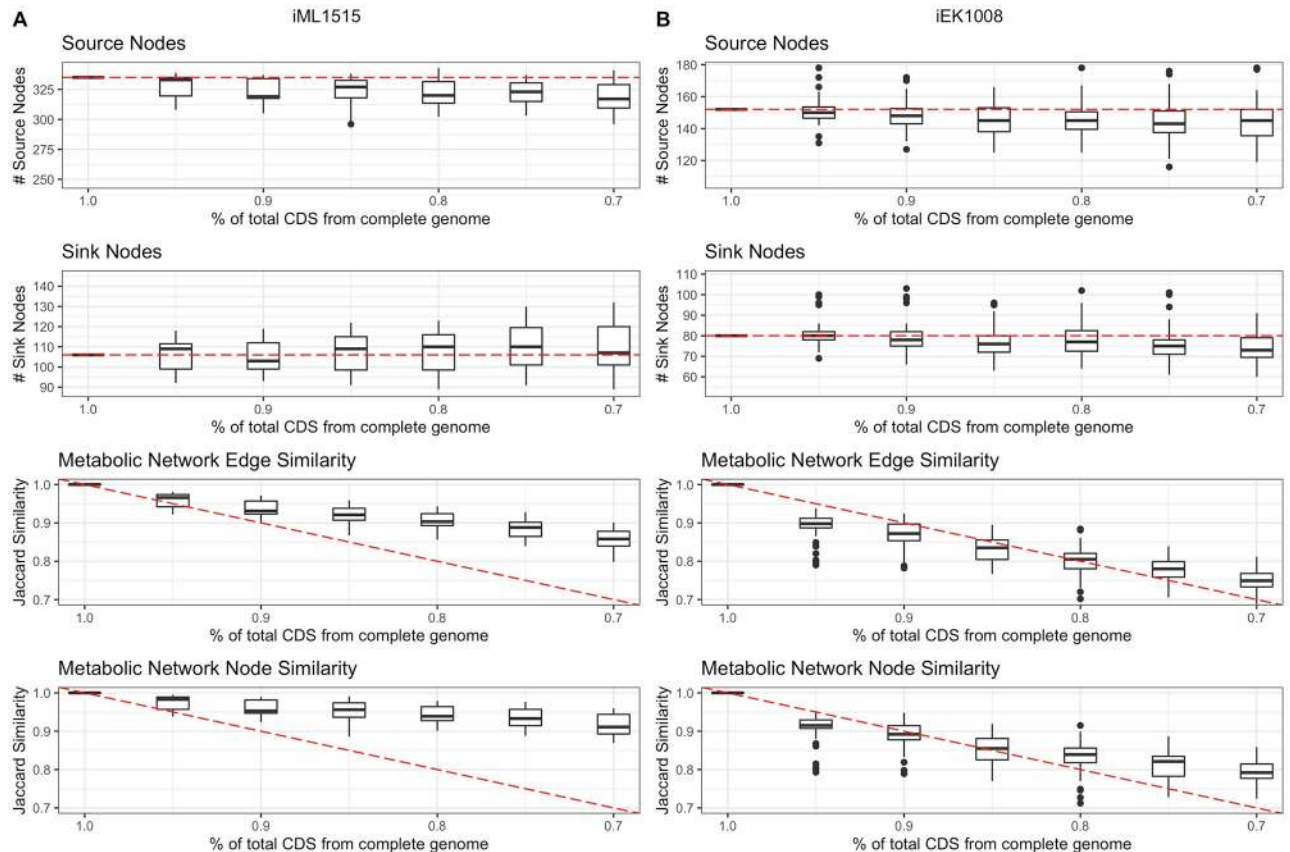 A
iML1515
Source Nodes
# Source Nodes
325
300
275
250
1.0
0.9
0.8
0.7
% of total CDS from complete genome
Sink Nodes
# Sink Nodes
140
130
120
110
100
90
1.0
0.9
0.8
0.7
% of total CDS from complete genome
Metabolic Network Edge Similarity
Jaccard Similarity
1.0
0.9
0.8
0.7
1.0
0.9
0.8
0.7
% of total CDS from complete genome
Metabolic Network Node Similarity
Jaccard Similarity
1.0
0.9
0.8
0.7
1.0
0.9
0.8
0.7
% of total CDS from complete genome
B
iEK1008
Source Nodes
# Source Nodes
180
160
140
120
1.0
0.9
0.8
0.7
% of total CDS from complete genome
Sink Nodes
# Sink Nodes
110
100
90
80
70
60
1.0
0.9
0.8
0.7
% of total CDS from complete genome
Metabolic Network Edge Similarity
Jaccard Similarity
1.0
0.9
0.8
0.7
1.0
0.9
0.8
0.7
% of total CDS from complete genome
Metabolic Network Node Similarity
Jaccard Similarity
1.0
0.9
0.8
0.7
1.0
0.9
0.8
0.7
% of total CDS from complete genome